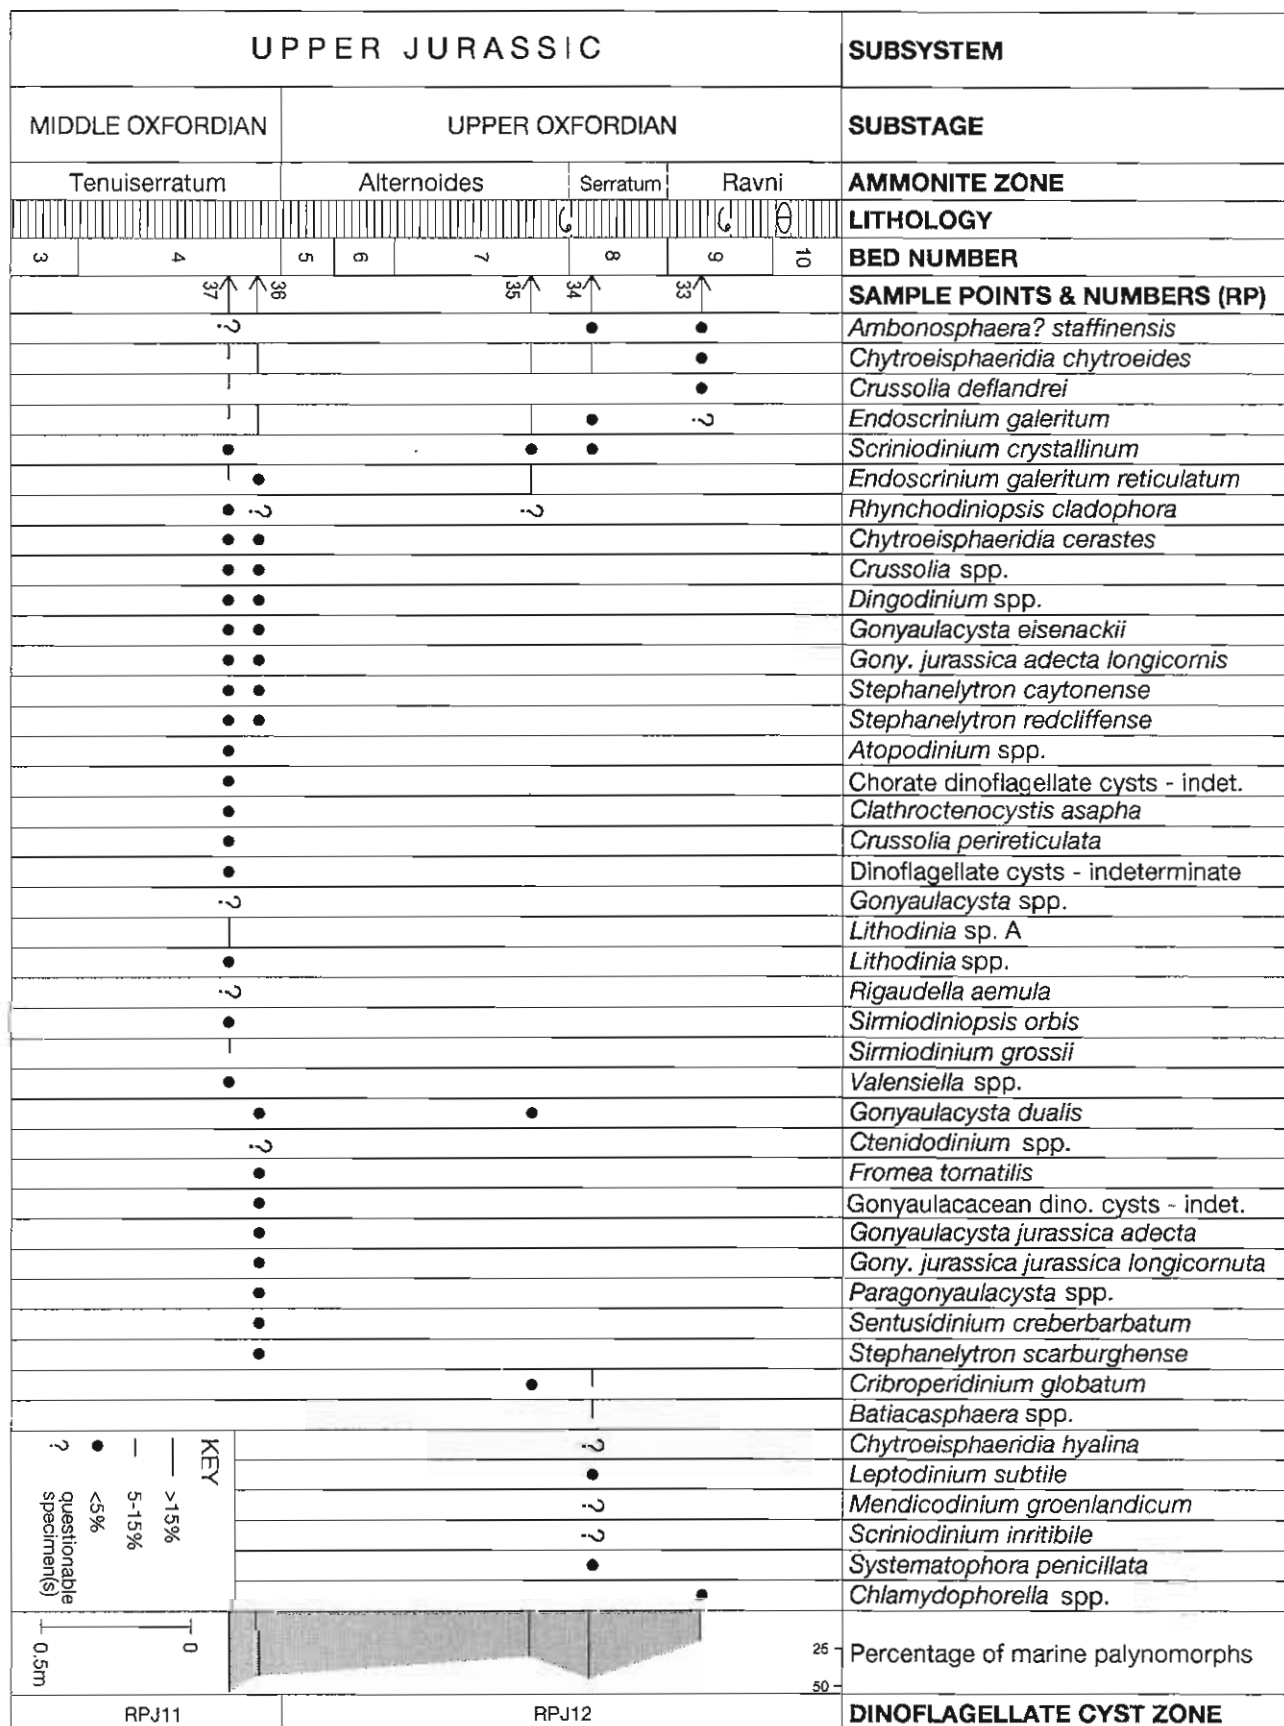 UPPER JURASSIC SUBSYSTEM
MIDDLE OXFORDIAN UPPER OXFORDIAN SUBSTAGE
Tenuiserratum Alternoides Serratum Ravni AMMONITE ZONE
LITHOLOGY
3 4 5 6 7 8 9 10 BED NUMBER
37 36 35 34 33 SAMPLE POINTS & NUMBERS (RP)
? Ambonosphaera? staffinensis
Chytroeisphaeridia chytroeides
Crussolia deflandrei
? Endoscrinium galeritum
Scriniodinium crystallinum
Endoscrinium galeritum reticulatum
? ? Rhynchodiniopsis cladophora
Chytroeisphaeridia cerastes
Crussolia spp.
Dingodinium spp.
Gonyaulacysta eisenackii
Gony. jurassica adecta longicornis
Stephanelytron caytonense
Stephanelytron redcliffense
Atopodinium spp.
Chorate dinoflagellate cysts - indet.
Clathroctenocystis asapha
Crussolia perireticulata
Dinoflagellate cysts - indeterminate
? Gonyaulacysta spp.
Lithodinia sp. A
Lithodinia spp.
? Rigaudella aemula
Sirmiodiniopsis orbis
Sirmiodinium grossii
Valensiella spp.
Gonyaulacysta dualis
? Ctenidodinium spp.
Fromea tornatilis
Gonyaulacacean dino. cysts - indet.
Gonyaulacysta jurassica adecta
Gony. jurassica jurassica longicornuta
Paragonyaulacysta spp.
Sentusidinium creberbarbatum
Stephanelytron scarburghense
Cribroperidinium globatum
Batiacasphaera spp.
? Chytroeisphaeridia hyalina
Leptodinium subtile
? Mendicodinium groenlandicum
? Scriniodinium inritibile
Systematophora penicillata
Chlamydophorella spp.
KEY
>15%
5-15%
<5%
? questionable
specimen(s)
0 0.5m
25
50
Percentage of marine palynomorphs
RPJ11 RPJ12 DINOFLAGELLATE CYST ZONE